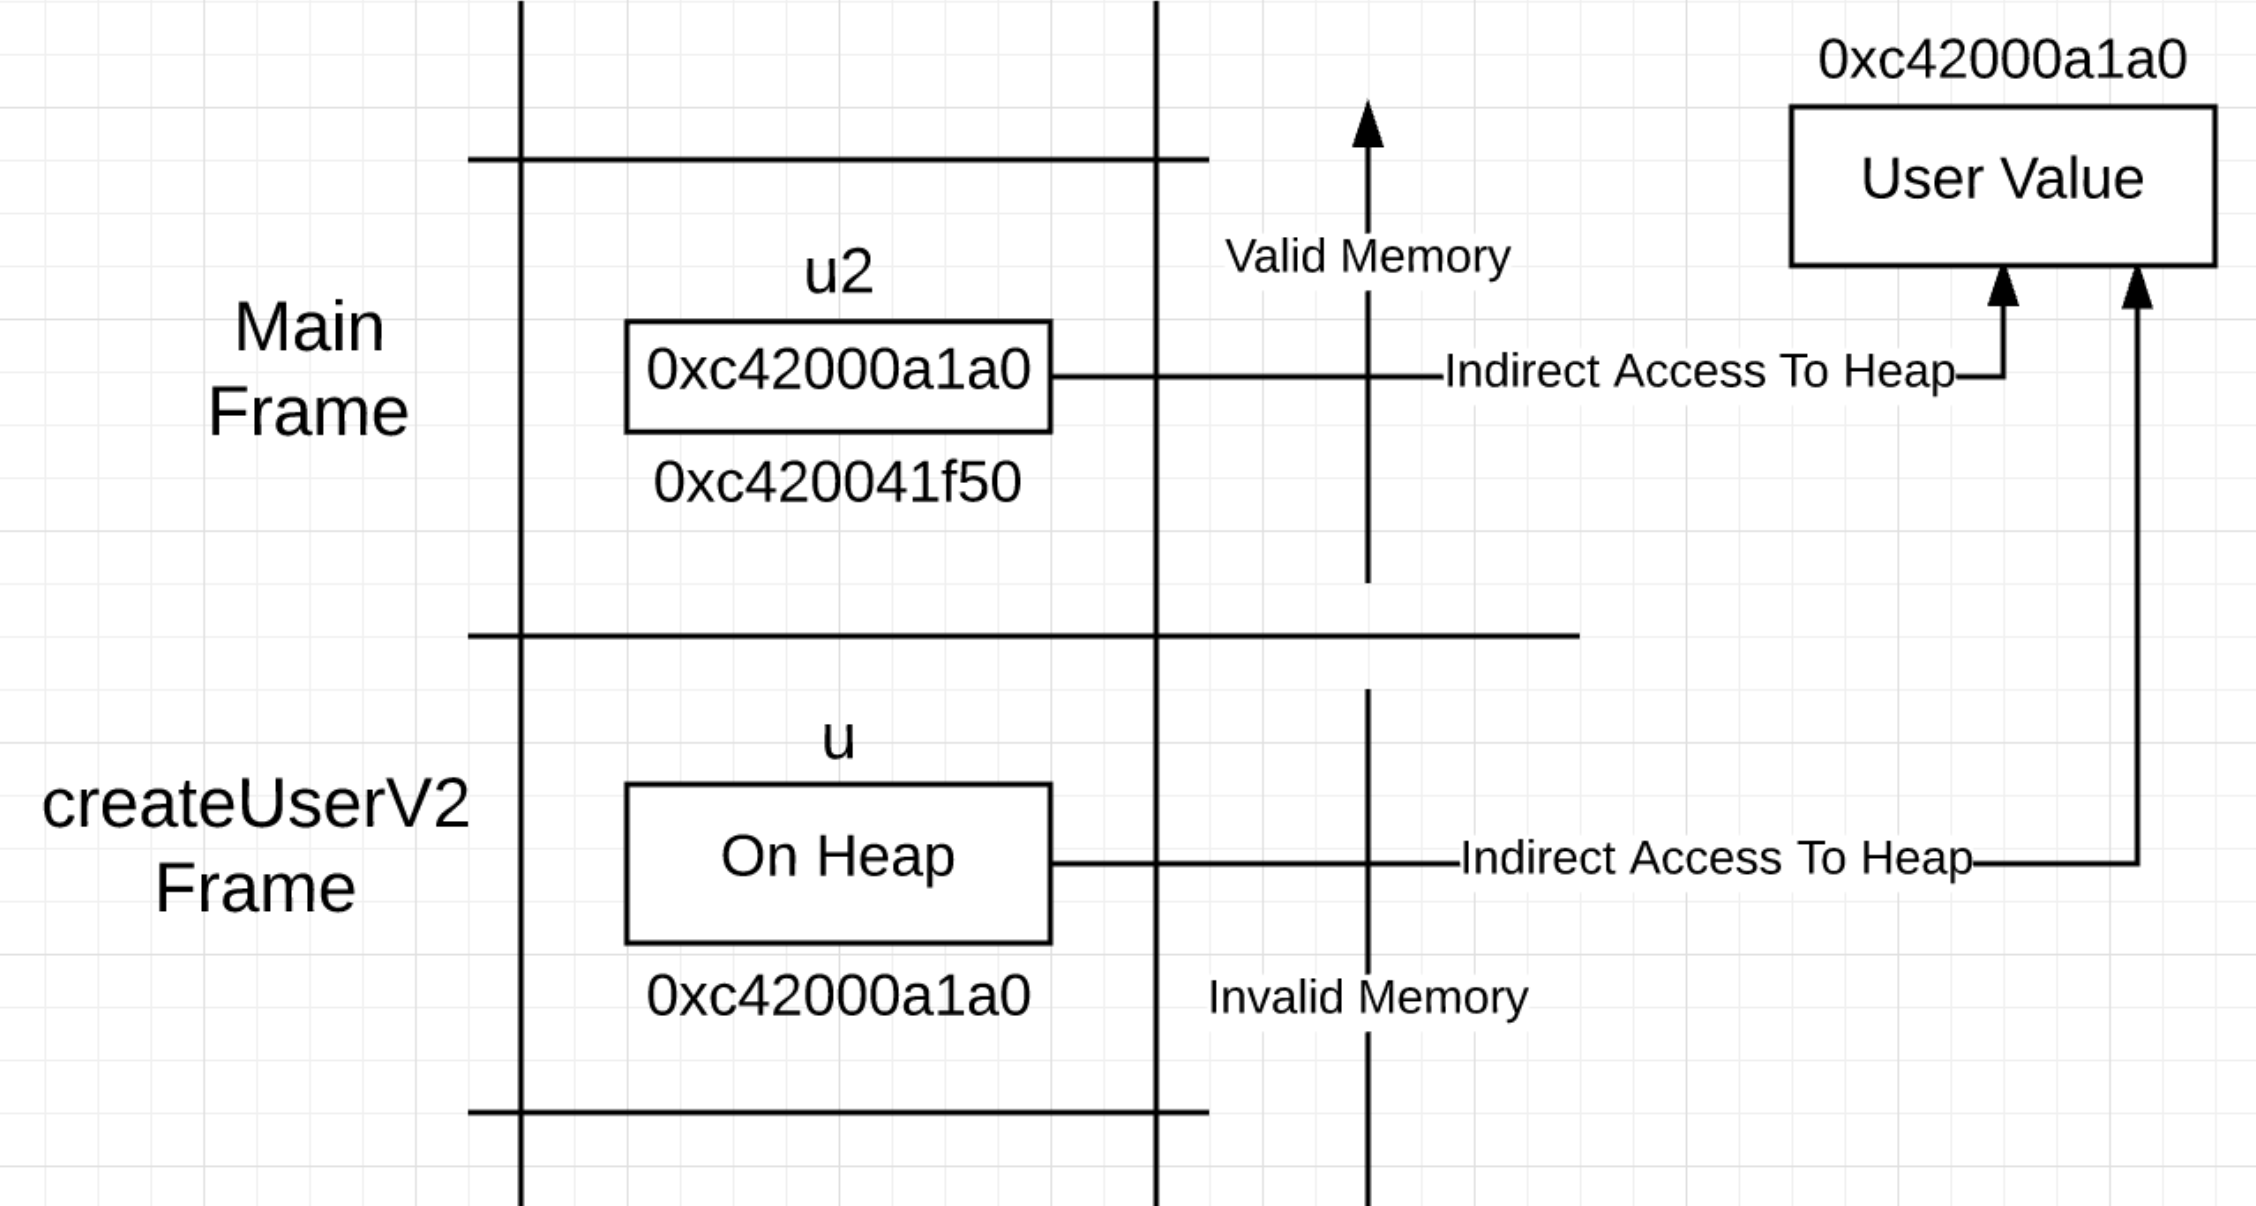 0xc42000a1a0
User Value
Valid Memory
u2
Main
Frame
0xc42000a1a0
Indirect Access To Heap
0xc420041f50
u
createUserV2
Frame
On Heap
Indirect Access To Heap
0xc42000a1a0
Invalid Memory